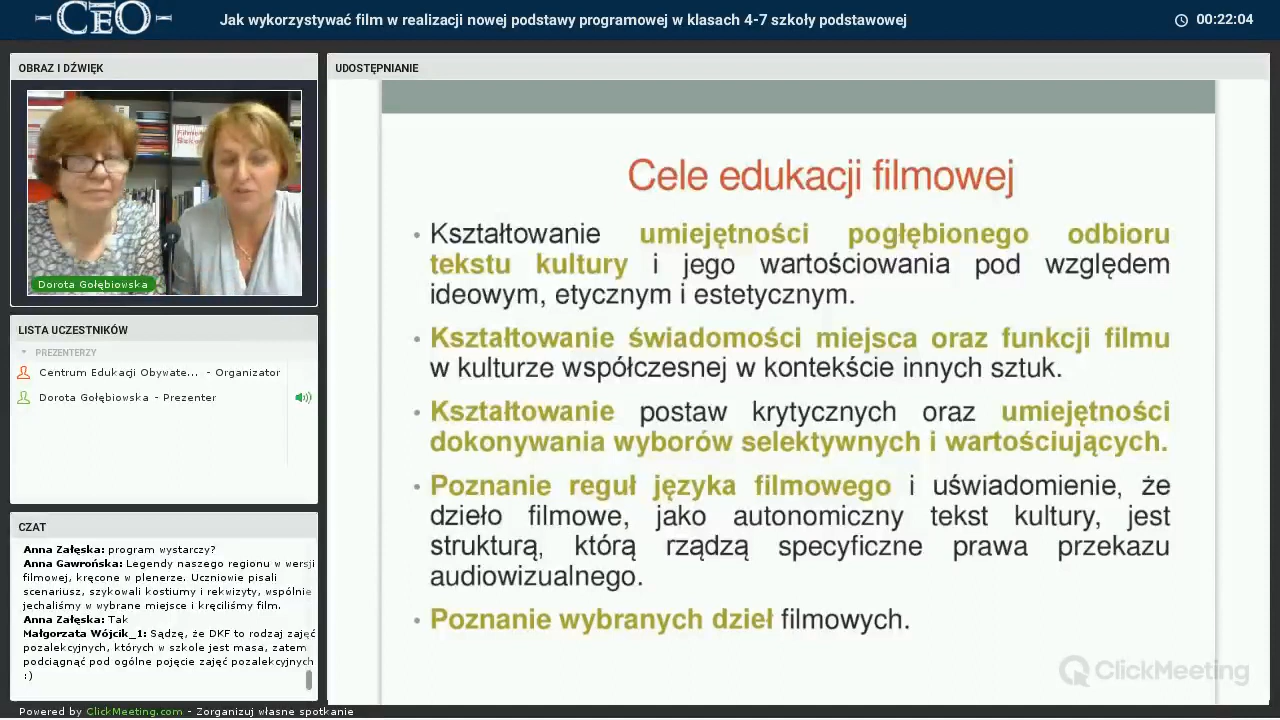 CEO
Jak wykorzystywać film w realizacji nowej podstawy programowej w klasach 4-7 szkoły podstawowej
00:22:04
OBRAZ I DŹWIĘK
Dorota Gołębiowska
LISTA UCZESTNIKÓW
PREZENTERZY
Centrum Edukacji Obywate... - Organizator
Dorota Gołębiowska - Prezenter
CZAT
Anna Załęska: program wystarczy?
Anna Gawrońska: Legendy naszego regionu w wersji
filmowej, kręcone w plenerze. Uczniowie pisali
scenariusz, szykowali kostiumy i rekwizyty, wspólnie
jechaliśmy w wybrane miejsce i kręciliśmy film.
Anna Załęska: Tak
Małgorzata Wójcik_1: Sądzę, że DKF to rodzaj zajęć
pozalekcyjnych, których w szkole jest masa, zatem
podciągnąć pod ogólne pojęcie zajęć pozalekcyjnych
:)
UDOSTĘPNIANIE
Cele edukacji filmowej
• Kształtowanie umiejętności pogłębionego odbioru
tekstu kultury i jego wartościowania pod względem
ideowym, etycznym i estetycznym.
• Kształtowanie świadomości miejsca oraz funkcji filmu
w kulturze współczesnej w kontekście innych sztuk.
• Kształtowanie postaw krytycznych oraz umiejętności
dokonywania wyborów selektywnych i wartościujących.
• Poznanie reguł języka filmowego i uświadomienie, że
dzieło filmowe, jako autonomiczny tekst kultury, jest
strukturą, którą rządzą specyficzne prawa przekazu
audiowizualnego.
• Poznanie wybranych dzieł filmowych.
ClickMeeting
Powered by ClickMeeting.com - Zorganizuj własne spotkanie